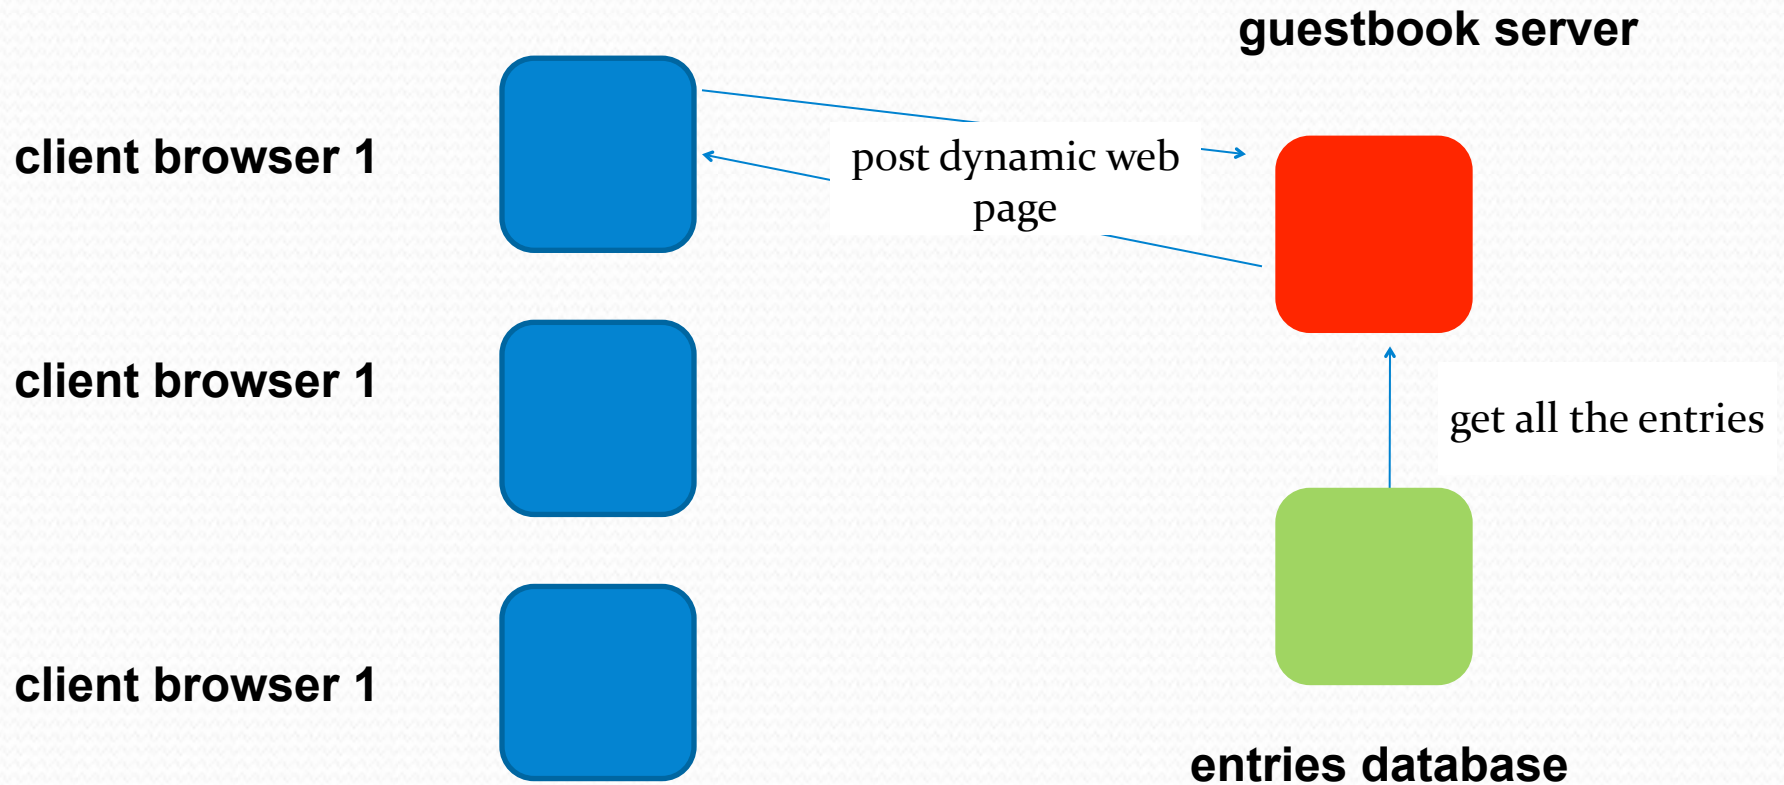 guestbook server
client browser 1
post dynamic web
page
client browser 1
get all the entries
client browser 1
entries database